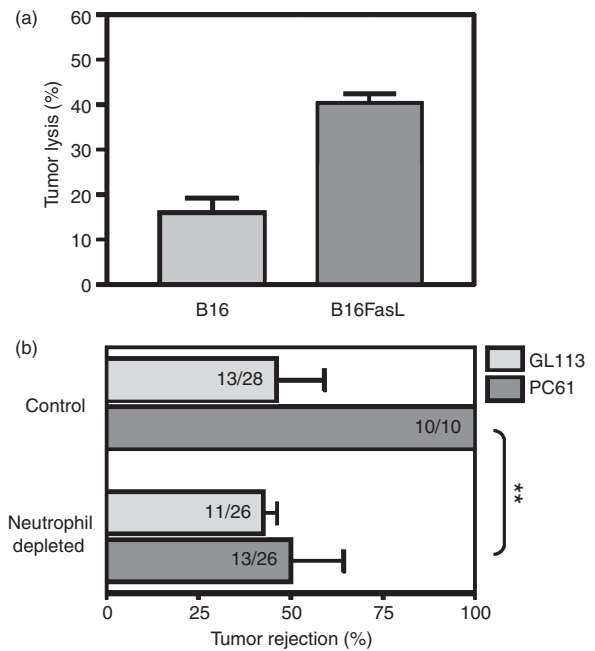 (a)
60
50
40
30
20
10
0
Tumor lysis (%)
B16
B16FasL
(b)
GL113
PC61
Control
13/28
10/10
**
Neutrophil
depleted
11/26
13/26
0
25
50
75
100
Tumor rejection (%)